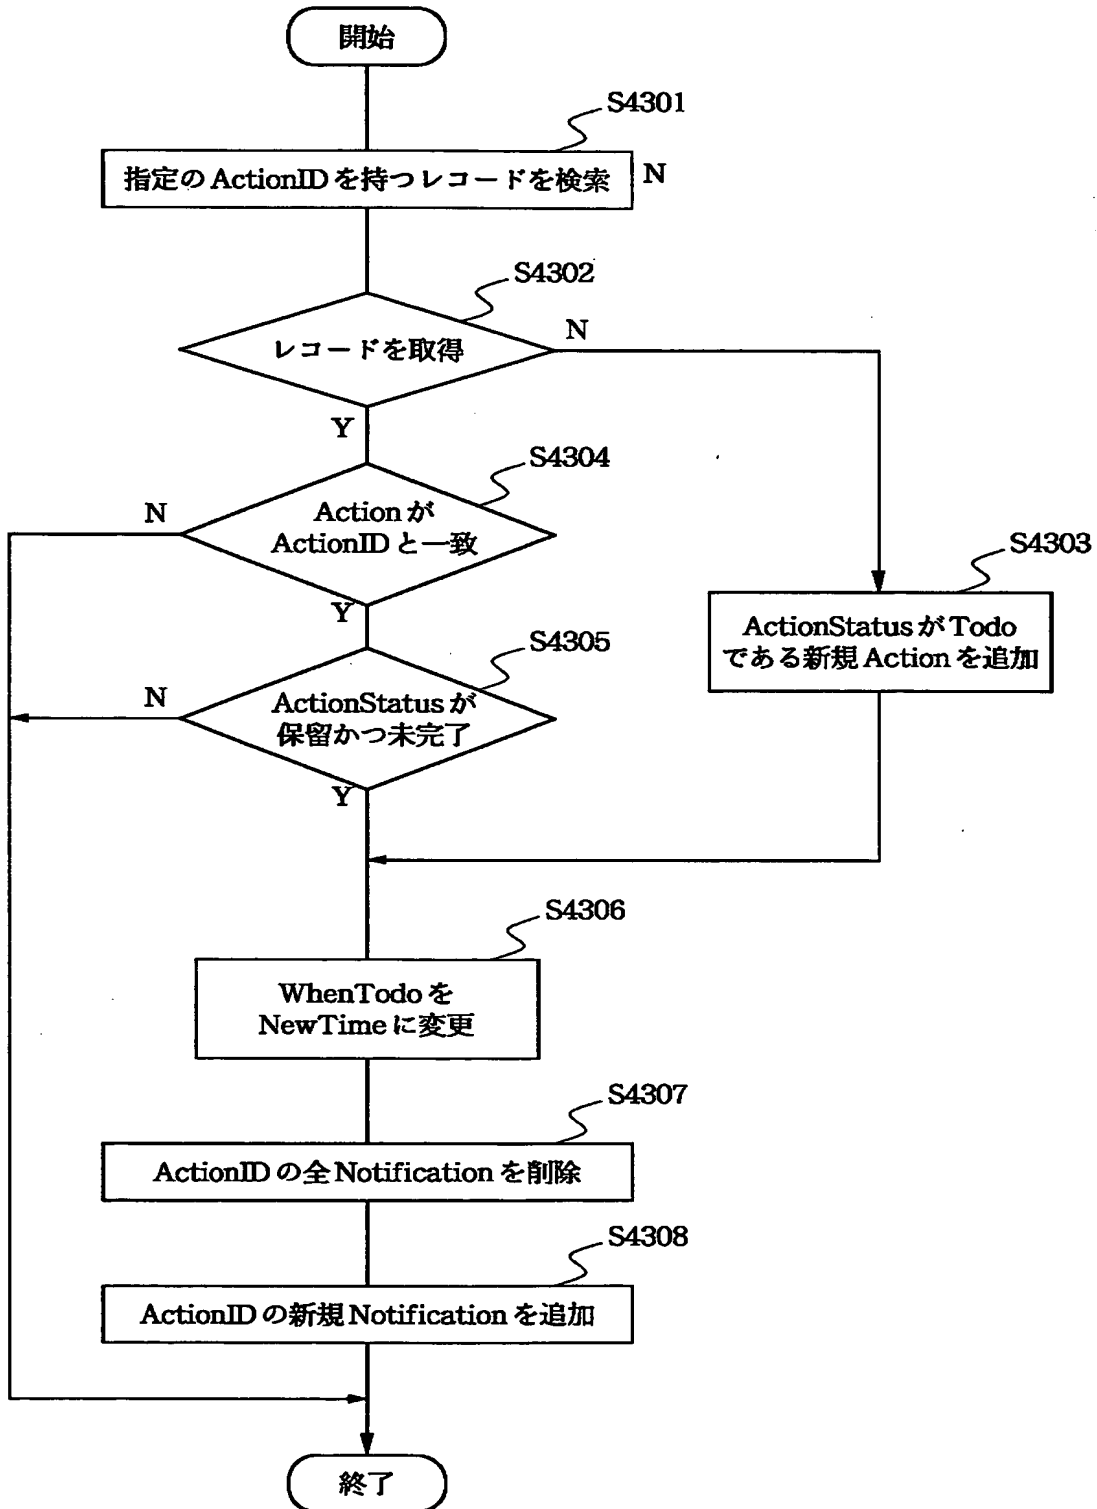 開始
S4301
指定のActionIDを持つレコードを検索
N
S4302
レコードを取得
N
Y
S4304
Actionが
ActionIDと一致
N
Y
S4303
ActionStatusがTodo
である新規Actionを追加
S4305
ActionStatusが
保留かつ未完了
N
Y
S4306
WhenTodoを
NewTimeに変更
S4307
ActionIDの全Notificationを削除
S4308
ActionIDの新規Notificationを追加
終了